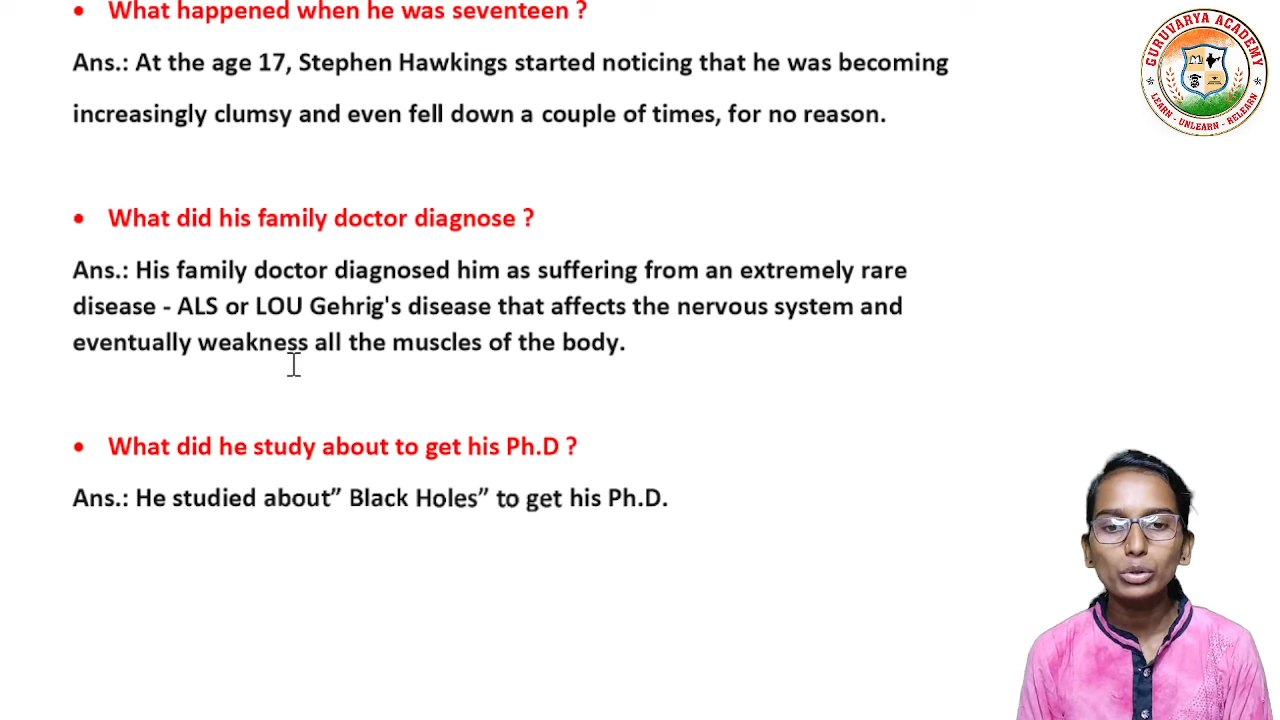 • What happened when he was seventeen ?
Ans.: At the age 17, Stephen Hawkings started noticing that he was becoming
increasingly clumsy and even fell down a couple of times, for no reason.
• What did his family doctor diagnose ?
Ans.: His family doctor diagnosed him as suffering from an extremely rare
disease - ALS or LOU Gehrig's disease that affects the nervous system and
eventually weakness all the muscles of the body.
• What did he study about to get his Ph.D ?
Ans.: He studied about” Black Holes” to get his Ph.D.
GURUVARYA ACADEMY
LEARN - UNLEARN - RELEARN